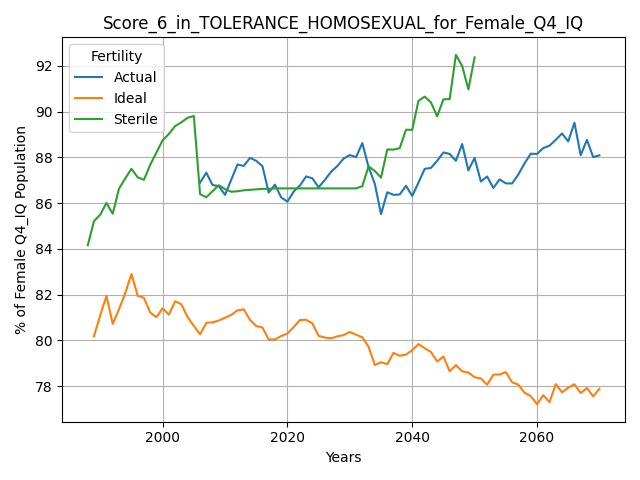 Score_6_in_TOLERANCE_HOMOSEXUAL_for_Female_Q4_IQ
Fertility
Actual
Ideal
Sterile
92
90
88
86
84
82
80
78
% of Female Q4_IQ Population
2000
2020
2040
2060
Years